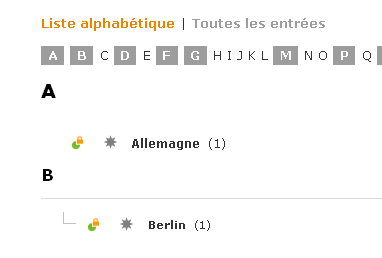 Liste alphabétique | Toutes les entrées
A B C D E F G H I J K L M N O P Q
A
Allemagne (1)
B
Berlin (1)